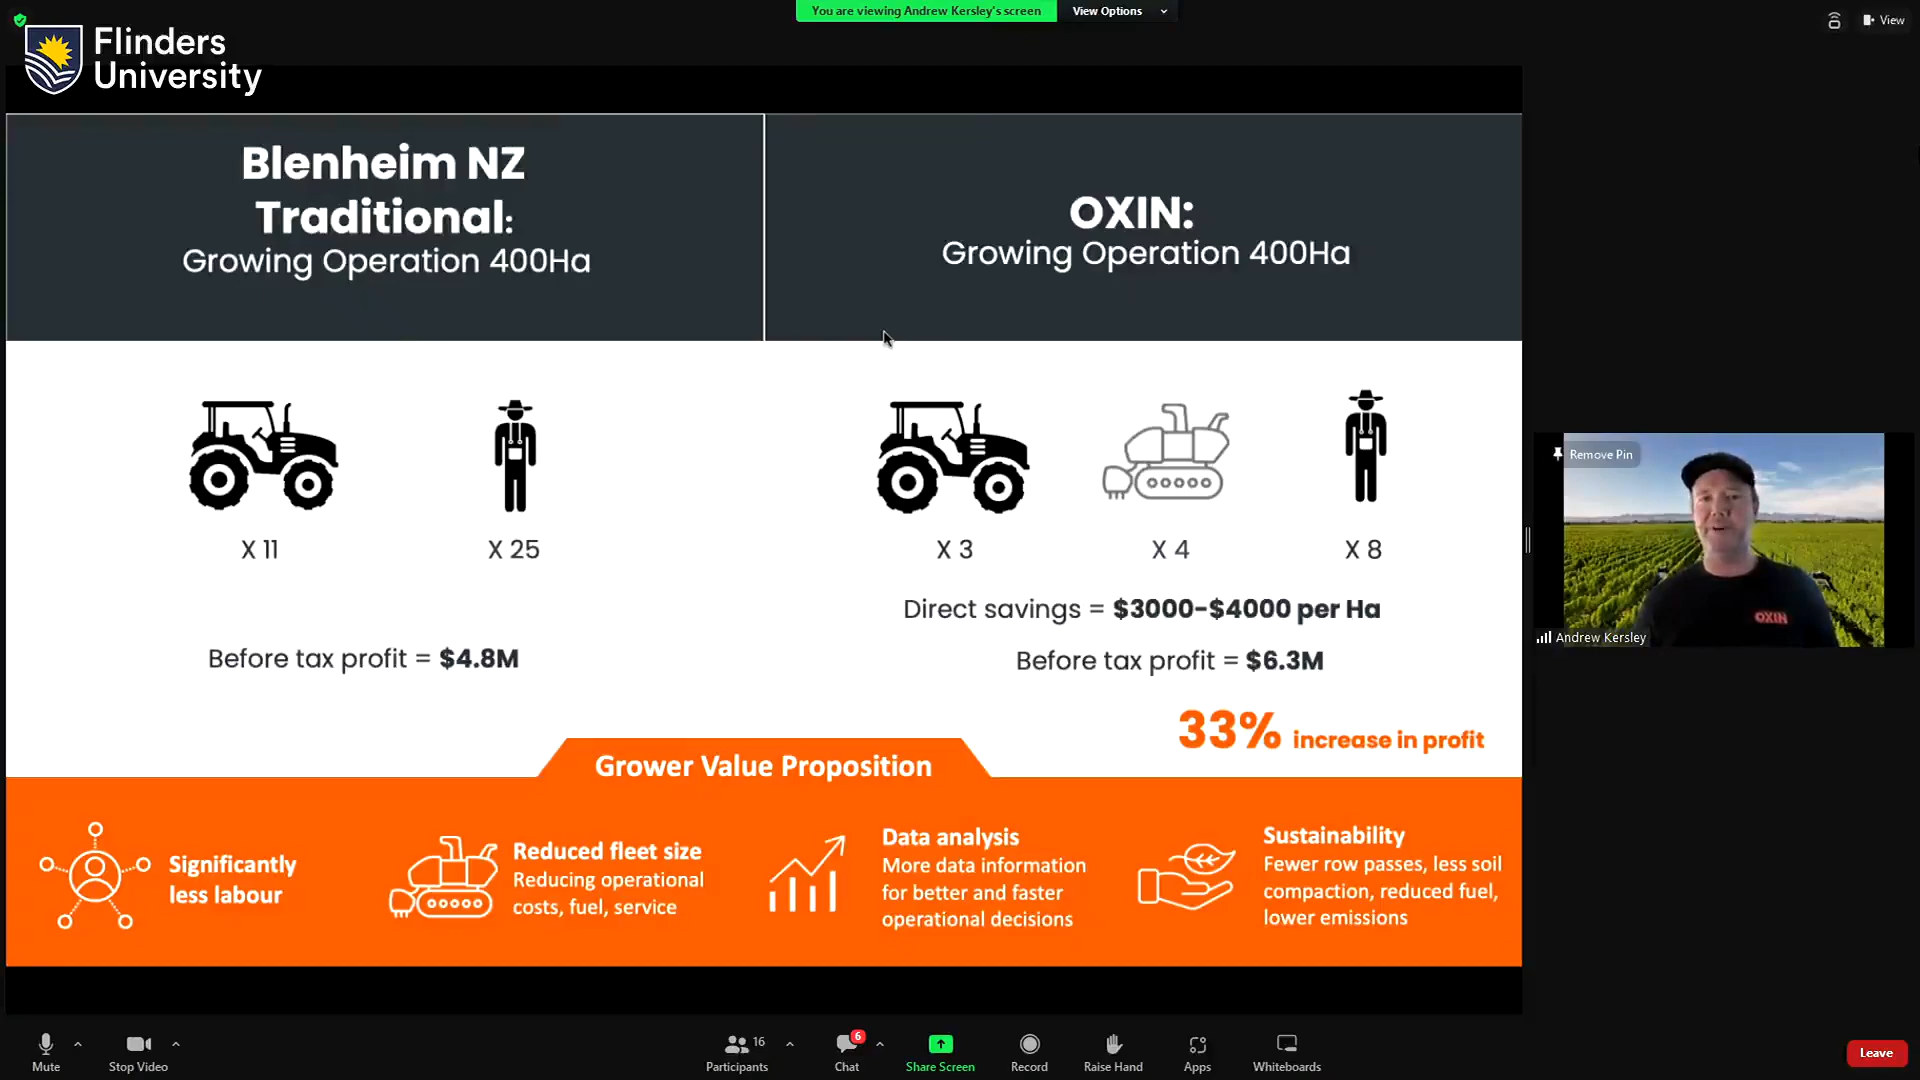 You are viewing Andrew Kersley's screen
View Options
View
Flinders
University
Blenheim NZ
Traditional:
Growing Operation 400Ha
OXIN:
Growing Operation 400Ha
X 11
X 25
X 3
X 4
X 8
Direct savings = $3000-$4000 per Ha
Before tax profit = $4.8M
Before tax profit = $6.3M
33% increase in profit
Remove Pin
OXIN
Andrew Kersley
Grower Value Proposition
Significantly
less labour
Reduced fleet size
Reducing operational
costs, fuel, service
Data analysis
More data information
for better and faster
operational decisions
Sustainability
Fewer row passes, less soil
compaction, reduced fuel,
lower emissions
Mute
Stop Video
16
Participants
6
Chat
Share Screen
Record
Raise Hand
Apps
Whiteboards
Leave